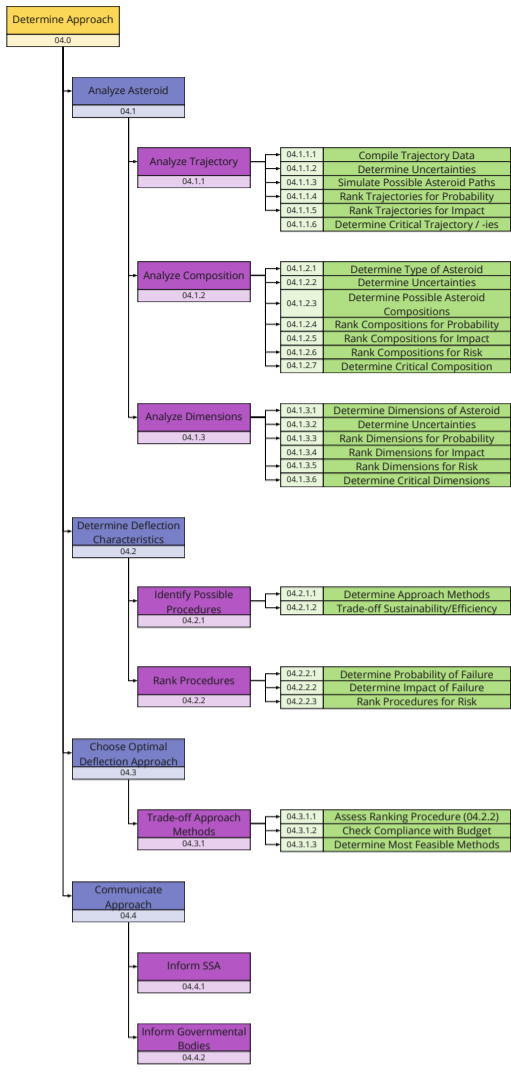 Determine Approach
04.0
Analyze Asteroid
04.1
Analyze Trajectory
04.1.1
04.1.1.1 Compile Trajectory Data
04.1.1.2 Determine Uncertainties
04.1.1.3 Simulate Possible Asteroid Paths
04.1.1.4 Rank Trajectories for Probability
04.1.1.5 Rank Trajectories for Impact
04.1.1.6 Determine Critical Trajectory / -ies
Analyze Composition
04.1.2
04.1.2.1 Determine Type of Asteroid
04.1.2.2 Determine Uncertainties
04.1.2.3 Determine Possible Asteroid
Compositions
04.1.2.4 Rank Compositions for Probability
04.1.2.5 Rank Compositions for Impact
04.1.2.6 Rank Compositions for Risk
04.1.2.7 Determine Critical Composition
Analyze Dimensions
04.1.3
04.1.3.1 Determine Dimensions of Asteroid
04.1.3.2 Determine Uncertainties
04.1.3.3 Rank Dimensions for Probability
04.1.3.4 Rank Dimensions for Impact
04.1.3.5 Rank Dimensions for Risk
04.1.3.6 Determine Critical Dimensions
Determine Deflection
Characteristics
04.2
Identify Possible
Procedures
04.2.1
04.2.1.1 Determine Approach Methods
04.2.1.2 Trade-off Sustainability/Efficiency
Rank Procedures
04.2.2
04.2.2.1 Determine Probability of Failure
04.2.2.2 Determine Impact of Failure
04.2.2.3 Rank Procedures for Risk
Choose Optimal
Deflection Approach
04.3
Trade-off Approach
Methods
04.3.1
04.3.1.1 Assess Ranking Procedure (04.2.2)
04.3.1.2 Check Compliance with Budget
04.3.1.3 Determine Most Feasible Methods
Communicate
Approach
04.4
Inform SSA
04.4.1
Inform Governmental
Bodies
04.4.2